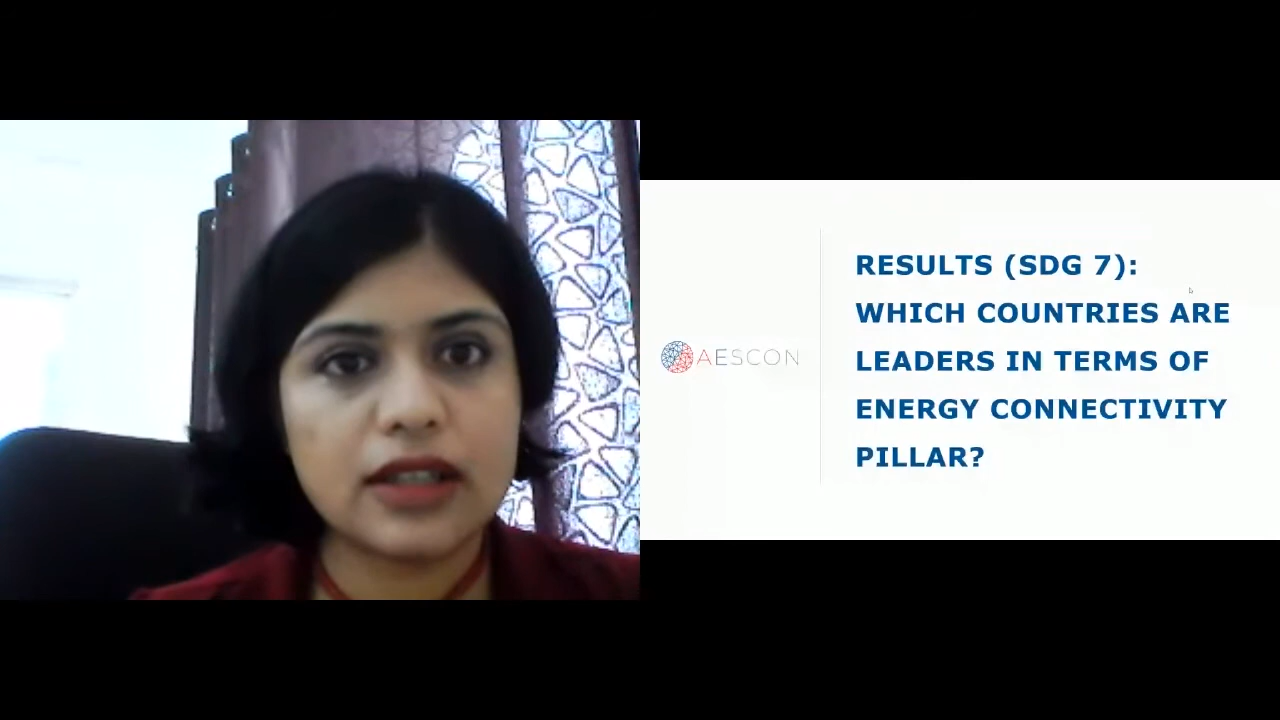 AESCON
RESULTS (SDG 7):
WHICH COUNTRIES ARE
LEADERS IN TERMS OF
ENERGY CONNECTIVITY
PILLAR?